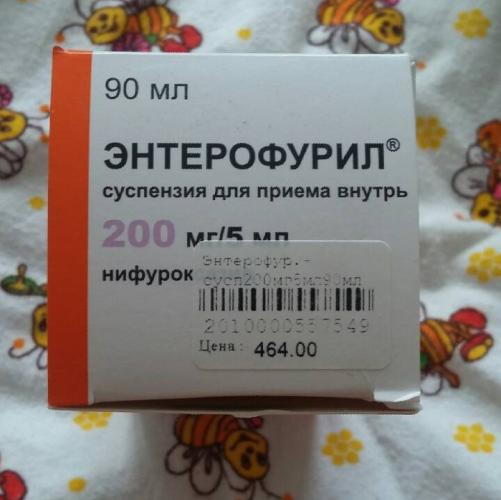 90 мл
ЭНТЕРОФУРИЛ®
суспензия для приема внутрь
200 мг/5 мл
нифурок
Энтерофур.-
сусп200мг5мл90мл
2010000557549
Цена: 464.00